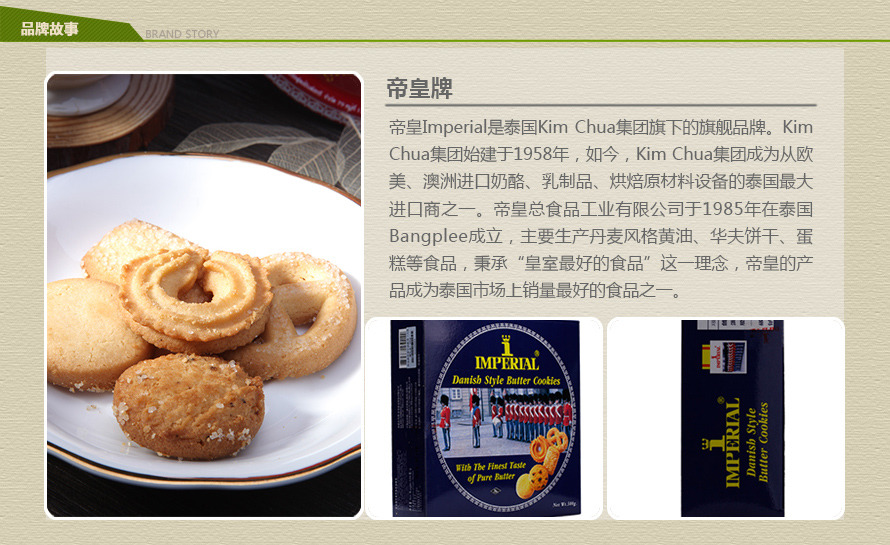 品牌故事
BRAND STORY
帝皇牌
帝皇Imperial是泰国Kim Chua集团旗下的旗舰品牌。Kim
Chua集团始建于1958年，如今，Kim Chua集团成为从欧
美、澳洲进口奶酪、乳制品、烘焙原材料设备的泰国最大
进口商之一。帝皇总食品工业有限公司于1985年在泰国
Bangplee成立，主要生产丹麦风格黄油、华夫饼干、蛋
糕等食品，秉承“皇室最好的食品”这一理念，帝皇的产
品成为泰国市场上销量最好的食品之一。
IMPERIAL®
Danish Style Butter Cookies
With The Finest Taste
of Pure Butter
IMPERIAL®
Danish Style
Butter Cookies